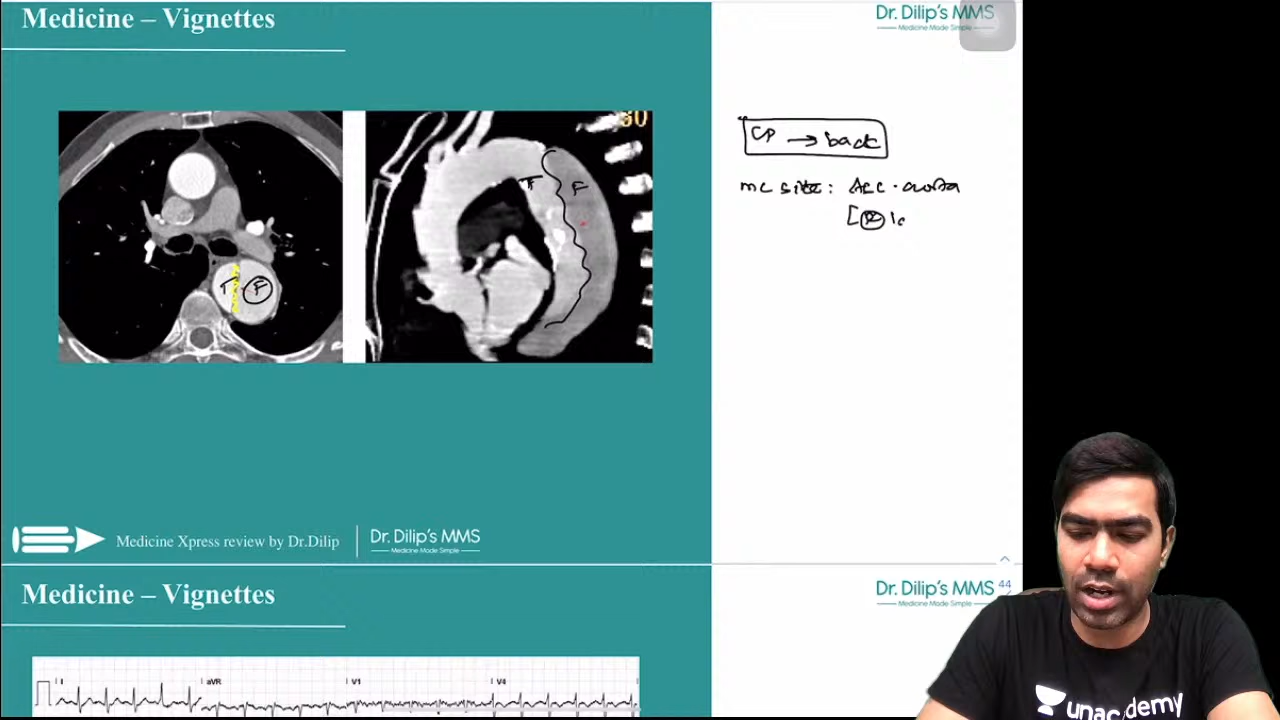 Medicine – Vignettes
Dr. Dilip's MMS
Medicine Made Simple
30
CP → back
mc site: Acc. aorta
T F
T F
Medicine Xpress review by Dr.Dilip
Dr. Dilip's MMS
Medicine Made Simple
Medicine – Vignettes
Dr. Dilip's MMS
Medicine Made Simple
44
I aVR V1 V4
unacademy